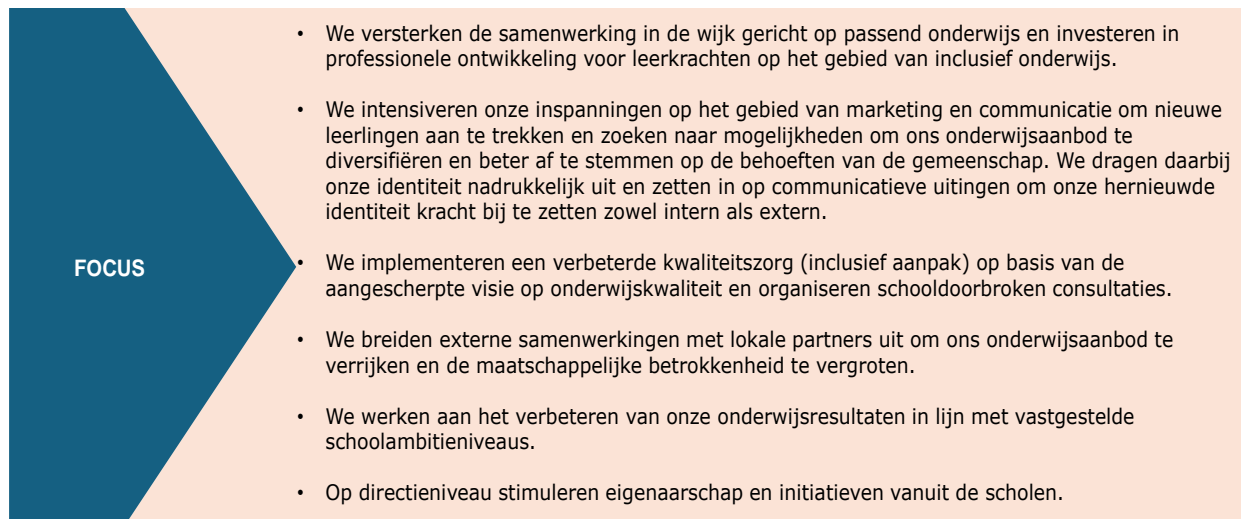 • We versterken de samenwerking in de wijk gericht op passend onderwijs en investeren in
professionele ontwikkeling voor leerkrachten op het gebied van inclusief onderwijs.
• We intensiveren onze inspanningen op het gebied van marketing en communicatie om nieuwe
leerlingen aan te trekken en zoeken naar mogelijkheden om ons onderwijsaanbod te
diversifiëren en beter af te stemmen op de behoeften van de gemeenschap. We dragen daarbij
onze identiteit nadrukkelijk uit en zetten in op communicatieve uitingen om onze hernieuwde
identiteit kracht bij te zetten zowel intern als extern.
FOCUS
• We implementeren een verbeterde kwaliteitszorg (inclusief aanpak) op basis van de
aangescherpte visie op onderwijskwaliteit en organiseren schooldoorbroken consultaties.
• We breiden externe samenwerkingen met lokale partners uit om ons onderwijsaanbod te
verrijken en de maatschappelijke betrokkenheid te vergroten.
• We werken aan het verbeteren van onze onderwijsresultaten in lijn met vastgestelde
schoolambitieniveaus.
• Op directieniveau stimuleren eigenaarschap en initiatieven vanuit de scholen.